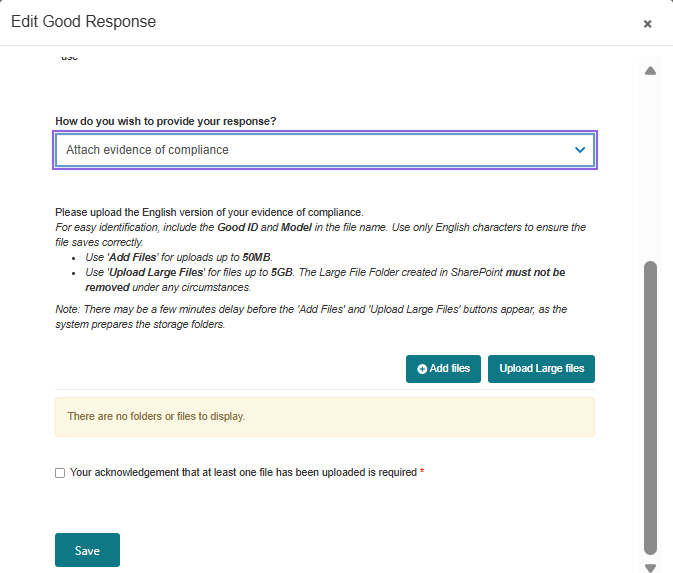 Edit Good Response
×
How do you wish to provide your response?
Attach evidence of compliance
Please upload the English version of your evidence of compliance.
For easy identification, include the Good ID and Model in the file name. Use only English characters to ensure the
file saves correctly.
• Use 'Add Files' for uploads up to 50MB.
• Use 'Upload Large Files' for files up to 5GB. The Large File Folder created in SharePoint must not be
removed under any circumstances.
Note: There may be a few minutes delay before the 'Add Files' and 'Upload Large Files' buttons appear, as the
system prepares the storage folders.
Add files
Upload Large files
There are no folders or files to display.
Your acknowledgement that at least one file has been uploaded is required *
Save